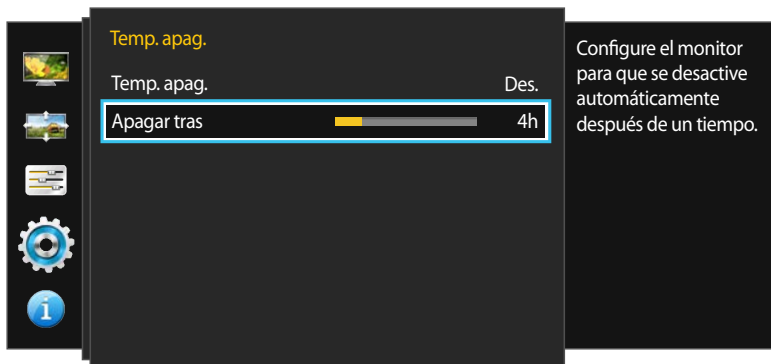 Temp. apag.
Temp. apag. Des.
Apagar tras 4h
Configure el monitor
para que se desactive
automáticamente
después de un tiempo.